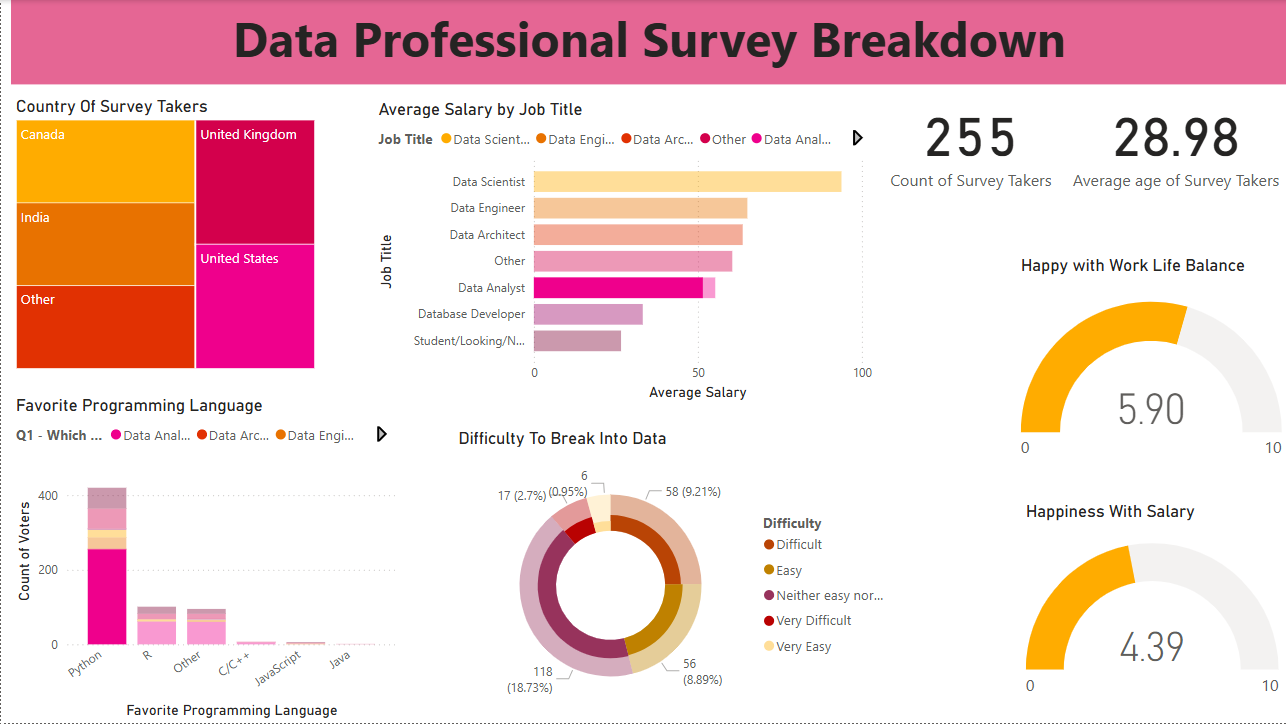 Data Professional Survey Breakdown
Country Of Survey Takers
Canada
United Kingdom
India
United States
Other
Average Salary by Job Title
Job Title Data Scient... Data Engi... Data Arc... Other Data Anal...
Job Title
Data Scientist
Data Engineer
Data Architect
Other
Data Analyst
Database Developer
Student/Looking/N...
0 50 100
Average Salary
255
Count of Survey Takers
28.98
Average age of Survey Takers
Happy with Work Life Balance
5.90
0 10
Favorite Programming Language
Q1 - Which ... Data Anal... Data Arc... Data Engi...
Count of Voters
400
200
0
Python R Other C/C++ JavaScript Java
Favorite Programming Language
Difficulty To Break Into Data
6
(0.95%)
17 (2.7%)
58 (9.21%)
118
(18.73%)
56
(8.89%)
Difficulty
Difficult
Easy
Neither easy nor...
Very Difficult
Very Easy
Happiness With Salary
4.39
0 10